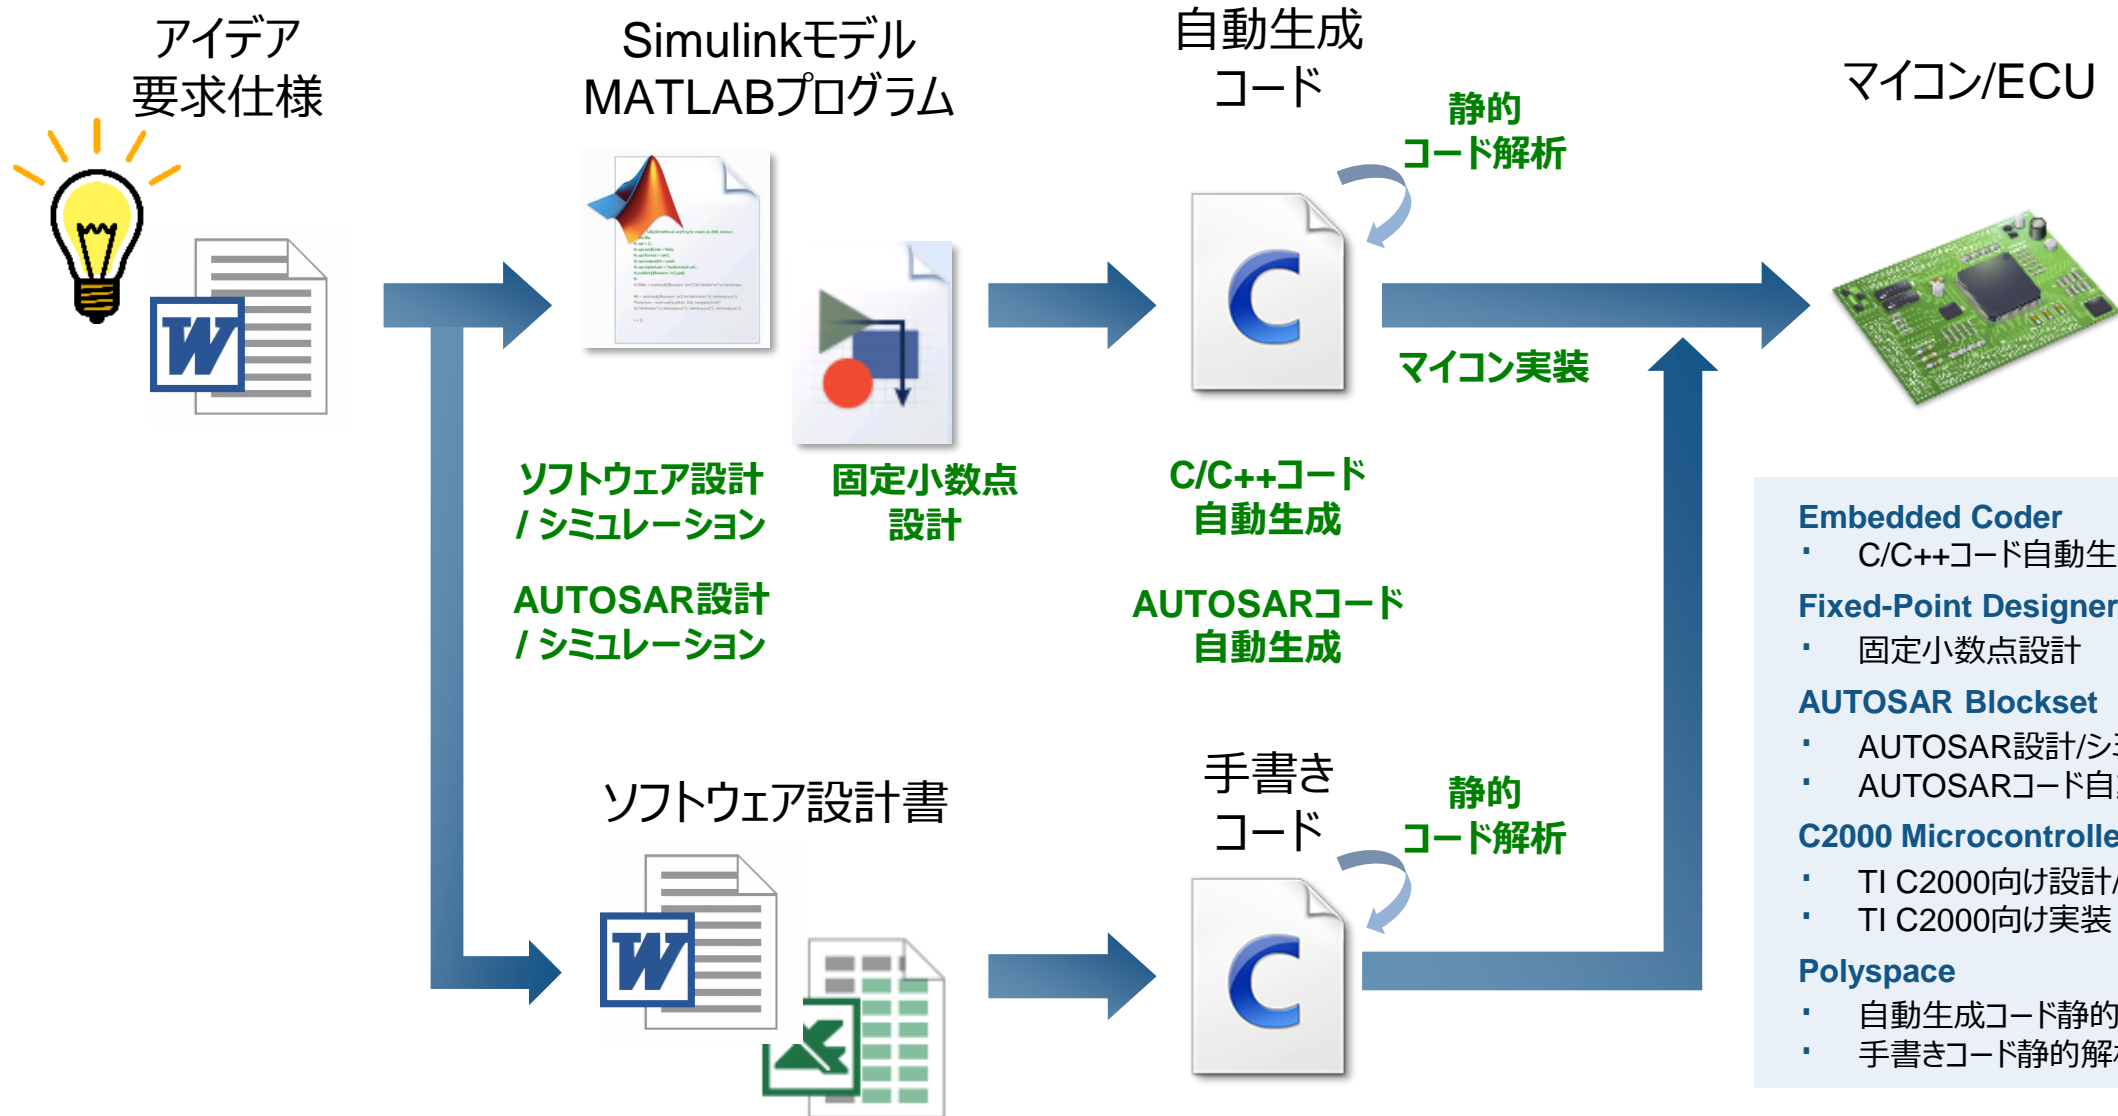 アイデア
要求仕様
Simulinkモデル
MATLABプログラム
自動生成
コード
静的
コード解析
マイコン/ECU
W
C
マイコン実装
ソフトウェア設計
/ シミュレーション
固定小数点
設計
C/C++コード
自動生成
AUTOSAR設計
/ シミュレーション
AUTOSARコード
自動生成
ソフトウェア設計書
手書き
コード
静的
コード解析
W
C
Embedded Coder
▪ C/C++コード自動生
Fixed-Point Designer
▪ 固定小数点設計
AUTOSAR Blockset
▪ AUTOSAR設計/シミ
▪ AUTOSARコード自
C2000 Microcontrolle
▪ TI C2000向け設計/
▪ TI C2000向け実装
Polyspace
▪ 自動生成コード静的
▪ 手書きコード静的解